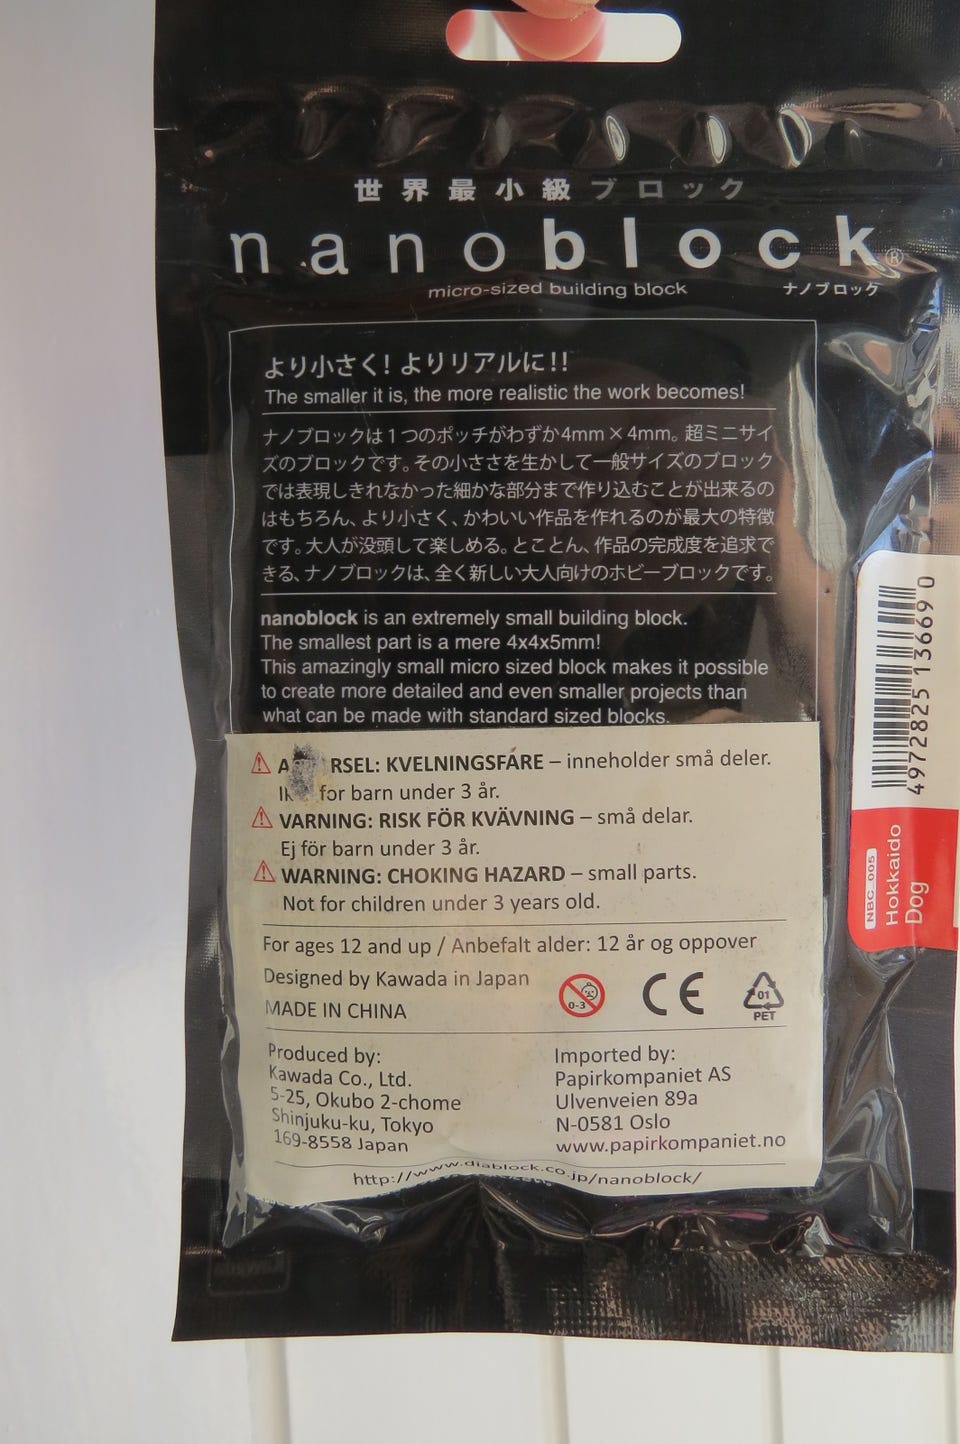 世界最小級ブロック
nanoblock®
micro-sized building block ナノブロック
より小さく! よりリアルに!!
The smaller it is, the more realistic the work becomes!
ナノブロックは1つのポッチがわずか4mm×4mm。超ミニサイ
ズのブロックです。その小ささを生かして一般サイズのブロック
では表現しきれなかった細かな部分まで作り込むことが出来るの
はもちろん、より小さく、かわいい作品を作れるのが最大の特徴
です。大人が没頭して楽しめる。とことん、作品の完成度を追求で
きる、ナノブロックは、全く新しい大人向けのホビーブロックです。
nanoblock is an extremely small building block.
The smallest part is a mere 4x4x5mm!
This amazingly small micro sized block makes it possible
to create more detailed and even smaller projects than
what can be made with standard sized blocks.
RSEL: KVELNINGSFARE – inneholder små deler.
for barn under 3 år.
VARNING: RISK FÖR KVÄVNING – små delar.
Ej för barn under 3 år.
WARNING: CHOKING HAZARD – small parts.
Not for children under 3 years old.
For ages 12 and up / Anbefalt alder: 12 år og oppover
Designed by Kawada in Japan
MADE IN CHINA
0-3
CE
01
PET
Produced by:
Kawada Co., Ltd.
5-25, Okubo 2-chome
Shinjuku-ku, Tokyo
169-8558 Japan
Imported by:
Papirkompaniet AS
Ulvenveien 89a
N-0581 Oslo
www.papirkompaniet.no
http://www.diablock.co.jp/nanoblock/
4972825 13669 0
NBC_005
Hokkaido
Dog